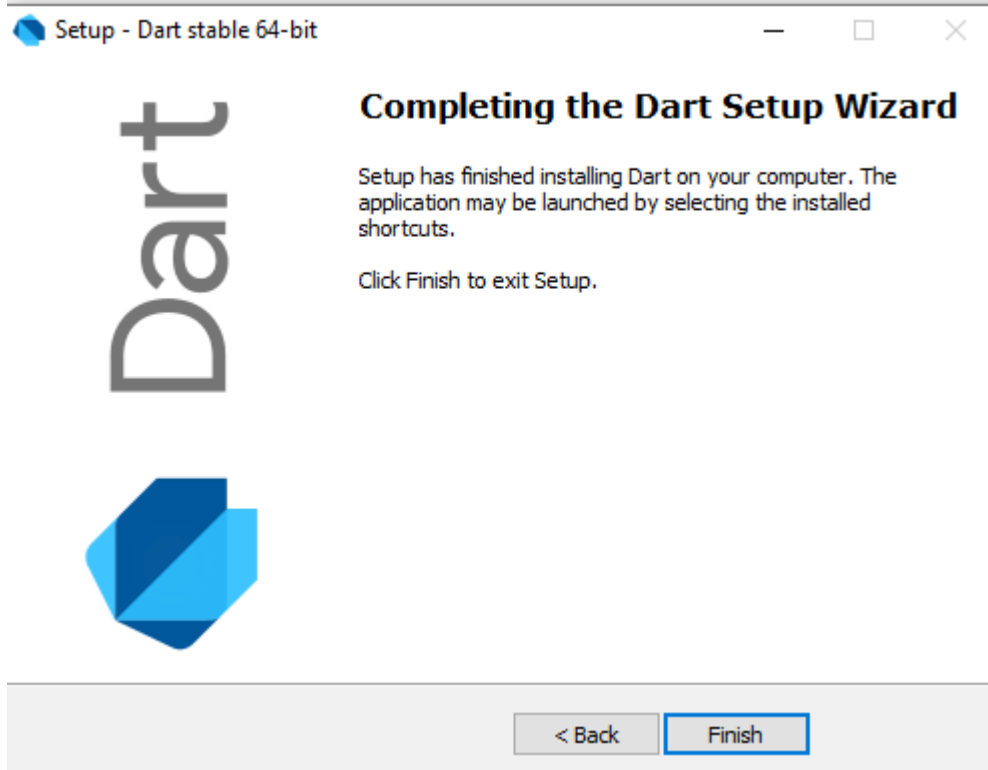 Setup - Dart stable 64-bit
Dart
Completing the Dart Setup Wizard
Setup has finished installing Dart on your computer. The
application may be launched by selecting the installed
shortcuts.
Click Finish to exit Setup.
< Back
Finish